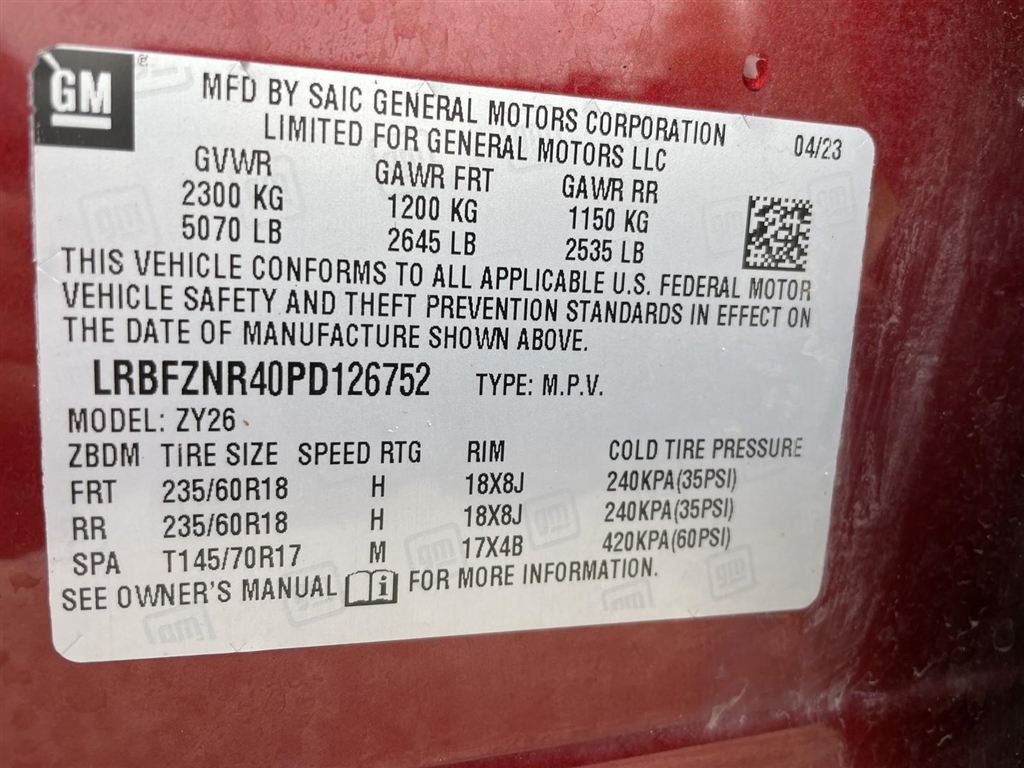 GM
MFD BY SAIC GENERAL MOTORS CORPORATION
LIMITED FOR GENERAL MOTORS LLC
04/23
GVWR GAWR FRT GAWR RR
2300 KG 1200 KG 1150 KG
5070 LB 2645 LB 2535 LB
THIS VEHICLE CONFORMS TO ALL APPLICABLE U.S. FEDERAL MOTOR
VEHICLE SAFETY AND THEFT PREVENTION STANDARDS IN EFFECT ON
THE DATE OF MANUFACTURE SHOWN ABOVE.
LRBFZNR40PD126752 TYPE: M.P.V.
MODEL: ZY26
ZBDM TIRE SIZE SPEED RTG RIM COLD TIRE PRESSURE
FRT 235/60R18 H 18X8J 240KPA(35PSI)
RR 235/60R18 H 18X8J 240KPA(35PSI)
SPA T145/70R17 M 17X4B 420KPA(60PSI)
SEE OWNER'S MANUAL i FOR MORE INFORMATION.